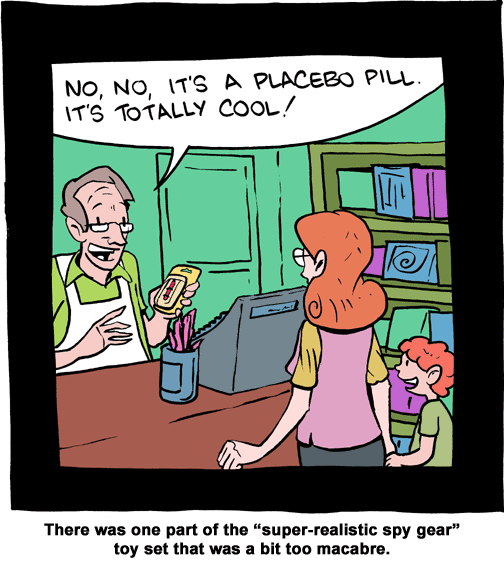 NO, NO, IT'S A PLACEBO PILL.
IT'S TOTALLY COOL!
There was one part of the “super-realistic spy gear”
toy set that was a bit too macabre.